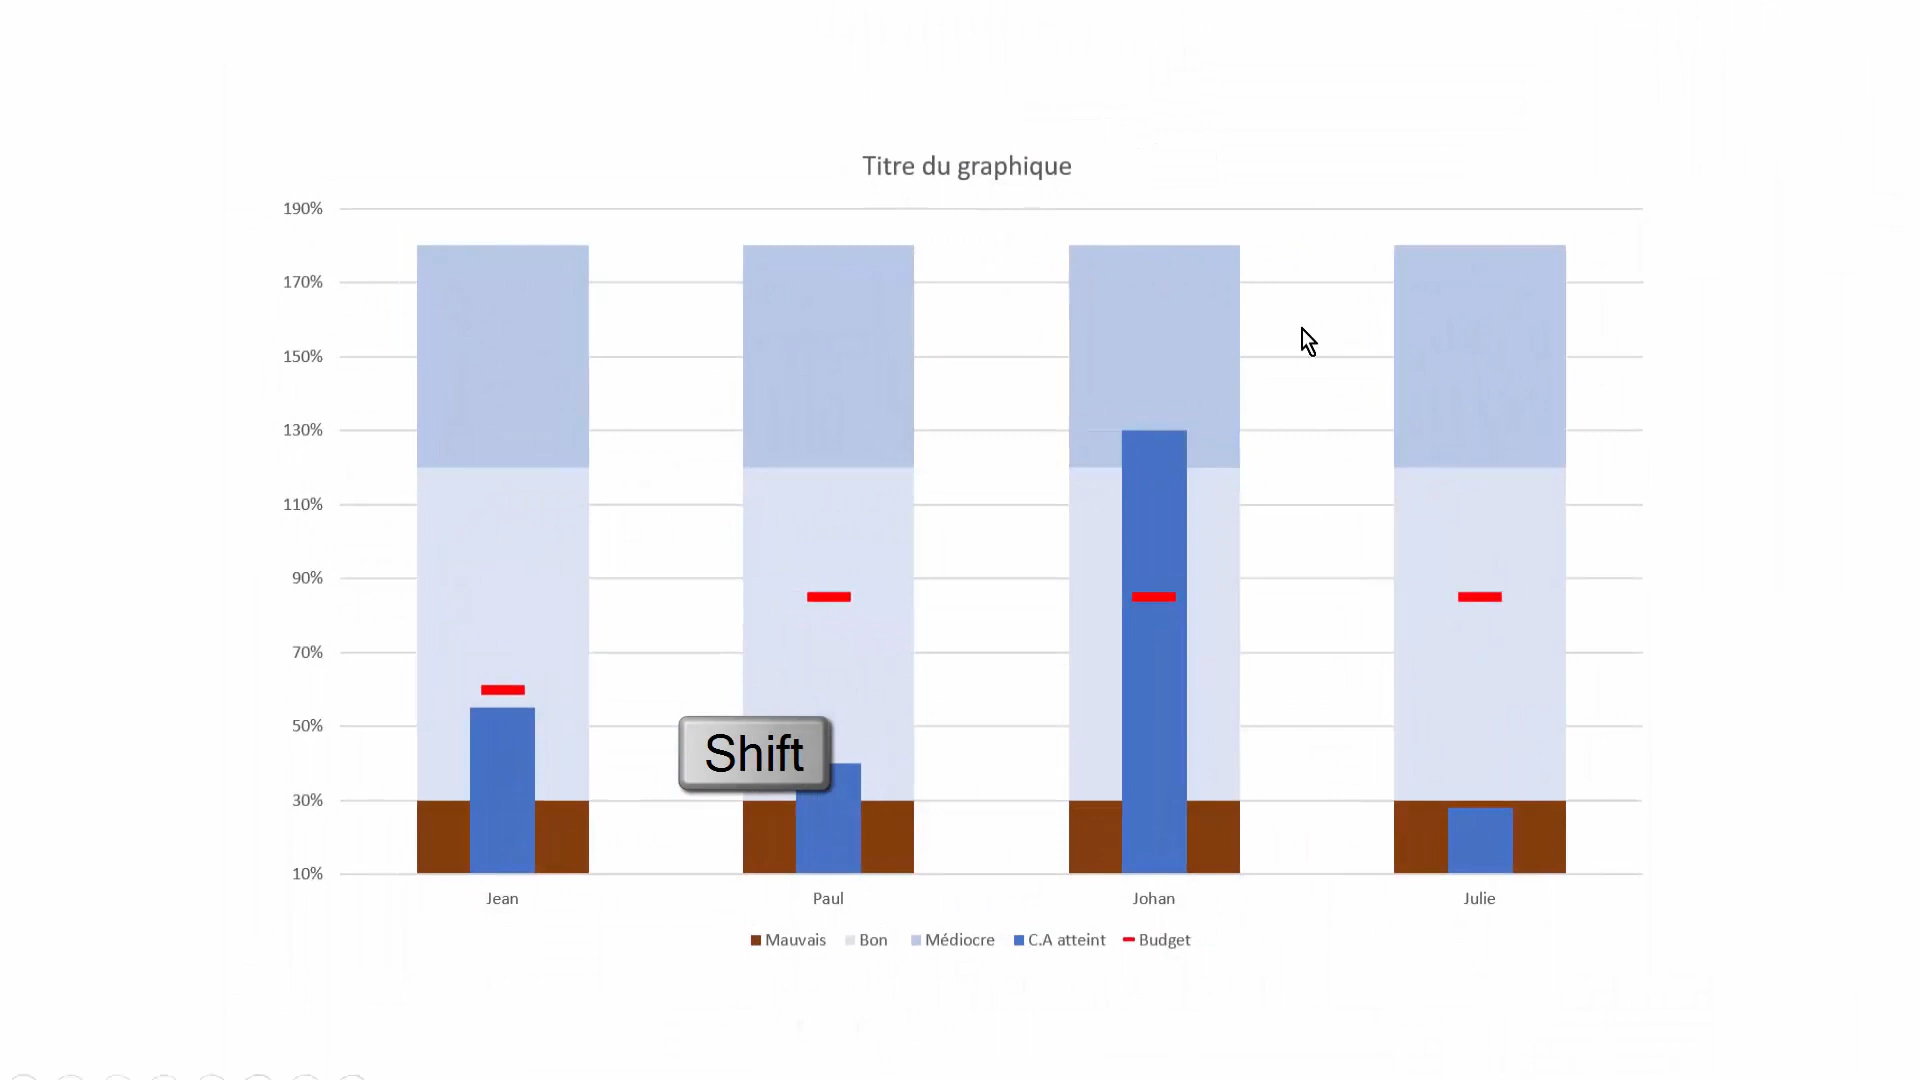 Titre du graphique
190%
170%
150%
130%
110%
90%
70%
50%
30%
10%
Shift
Jean Paul Johan Julie
Mauvais Bon Médiocre C.A atteint Budget